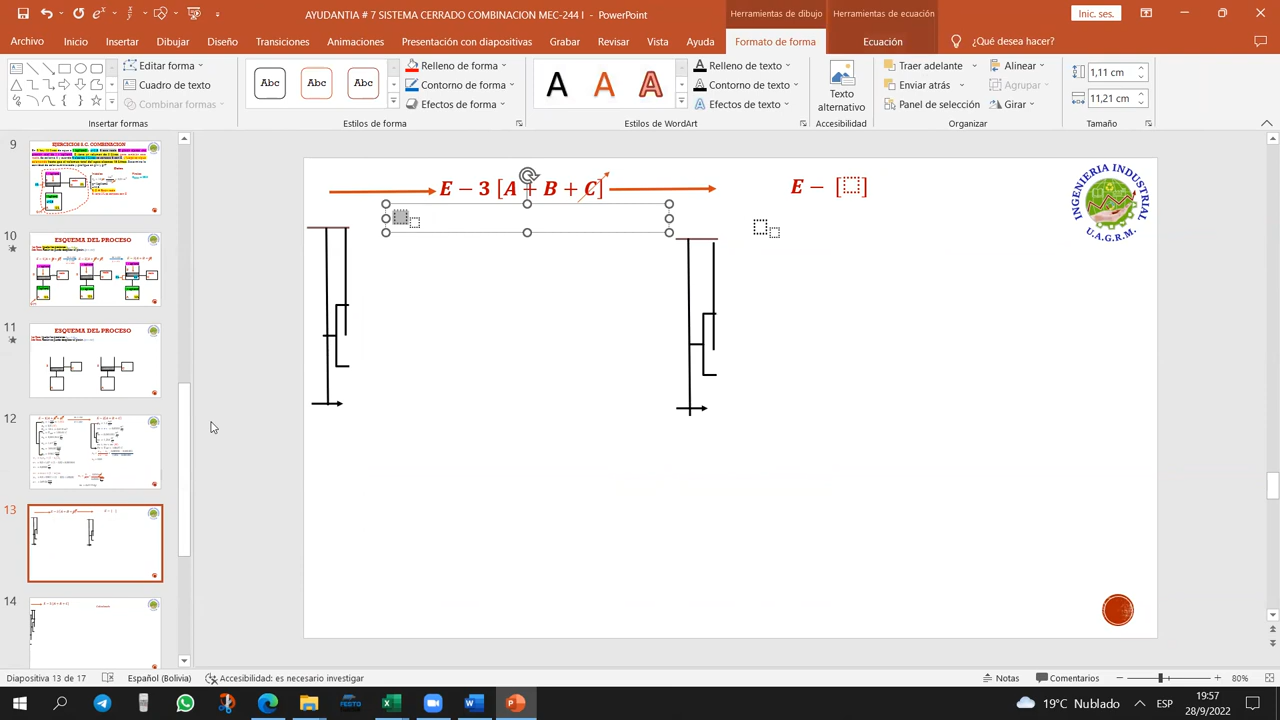 AYUDANTIA # 7 SISTEMA CERRADO COMBINACION MEC-244 I - PowerPoint
Herramientas de dibujo
Herramientas de ecuación
Inic. ses.
Archivo Inicio Insertar Dibujar Diseño Transiciones Animaciones Presentación con diapositivas Grabar Revisar Vista Ayuda Formato de forma Ecuación ¿Qué desea hacer?
Editar forma
Cuadro de texto
Combinar formas
Insertar formas
Abc Abc Abc
Relleno de forma
Contorno de forma
Efectos de forma
Estilos de forma
A A A
Relleno de texto
Contorno de texto
Efectos de texto
Estilos de WordArt
Texto alternativo
Accesibilidad
Traer adelante
Enviar atrás
Panel de selección
Alinear
Agrupar
Girar
Organizar
1,11 cm
11,21 cm
Tamaño
9
EJERCICIO 8 C. COMBINACION
10
ESQUEMA DEL PROCESO
11
ESQUEMA DEL PROCESO
12
13
14
E − 3 [A + B + C]
E − [ ]
INGENIERIA INDUSTRIAL
U.A.G.R.M.
Diapositiva 13 de 17
Español (Bolivia)
Accesibilidad: es necesario investigar
Notas
Comentarios
80%
FESTO
19°C Nublado
ESP
19:57
28/9/2022